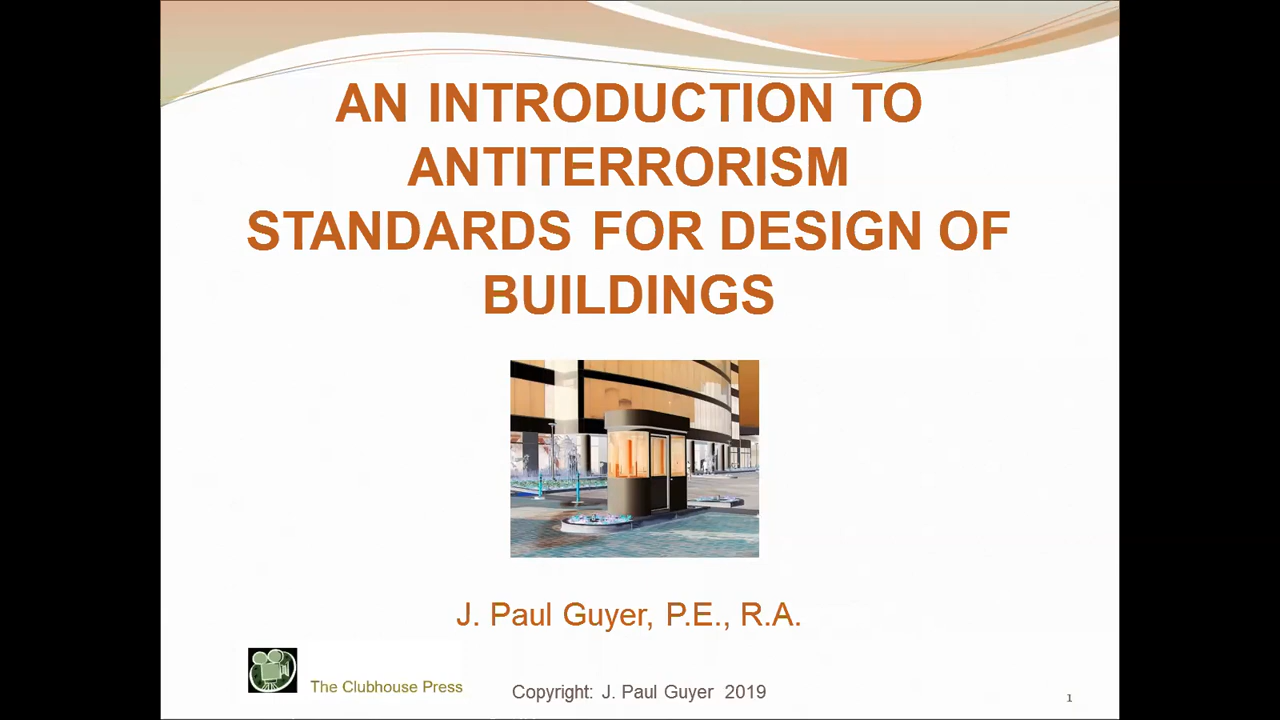 AN INTRODUCTION TO
ANTITERRORISM
STANDARDS FOR DESIGN OF
BUILDINGS
J. Paul Guyer, P.E., R.A.
The Clubhouse Press
Copyright: J. Paul Guyer 2019
1